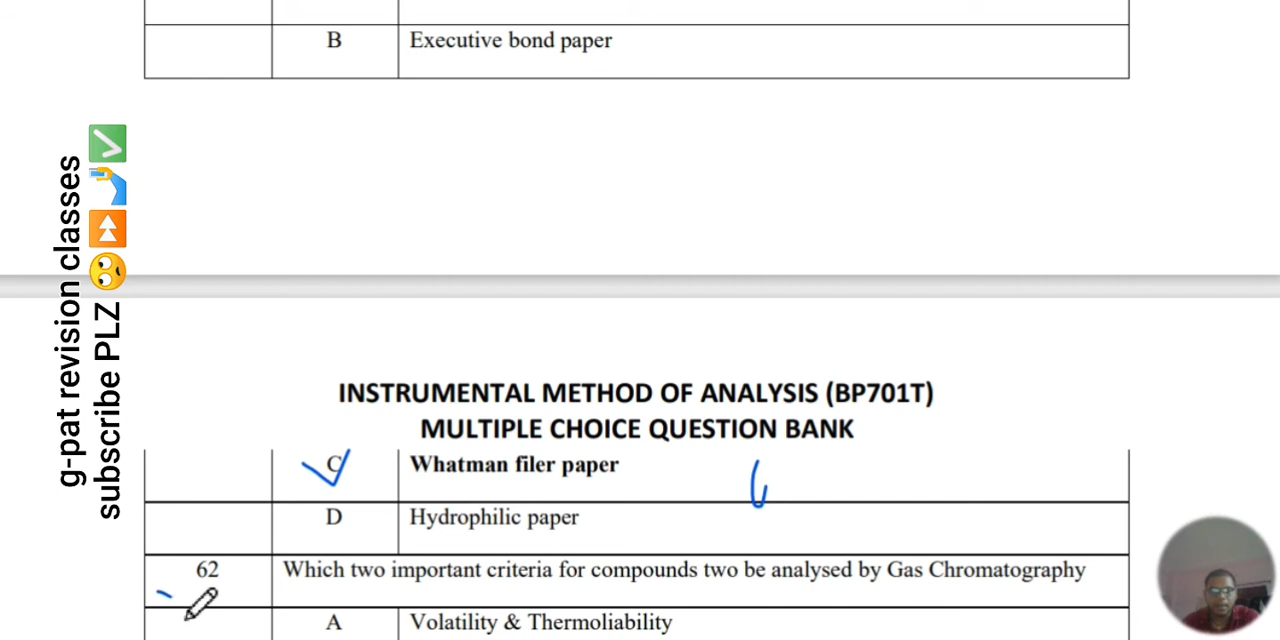 B Executive bond paper
g-pat revision classes
subscribe PLZ 🥺⏩
INSTRUMENTAL METHOD OF ANALYSIS (BP701T)
MULTIPLE CHOICE QUESTION BANK
C Whatman filer paper
D Hydrophilic paper
62 Which two important criteria for compounds two be analysed by Gas Chromatography
A Volatility & Thermoliability